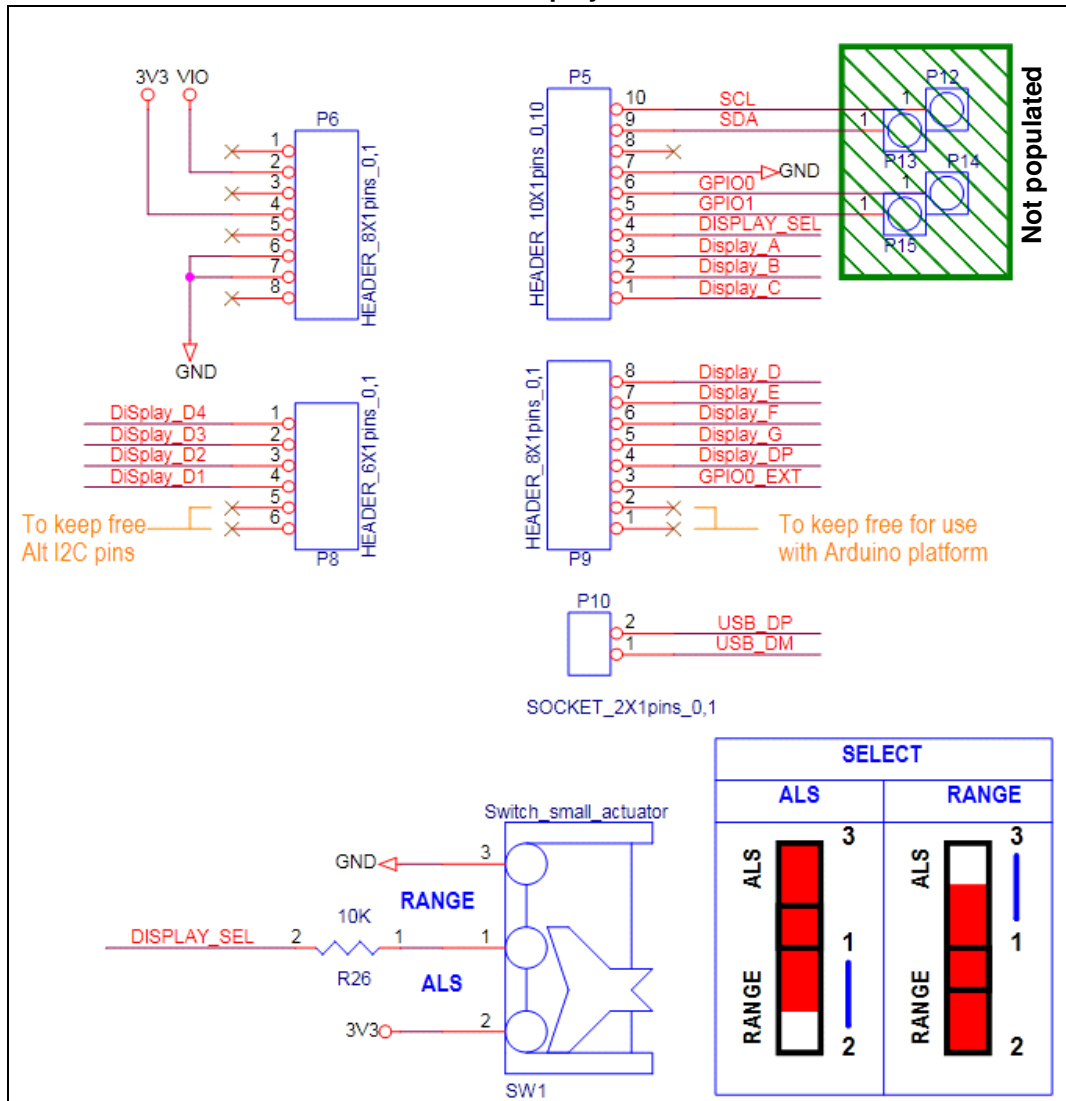 3V3 VIO
P6
1
2
3
4
5
6
7
8
HEADER_8X1pins_0,1
GND
P5
10 SCL
9 SDA
8
7 GND
6 GPIO0
5 GPIO1
4 DISPLAY_SEL
3 Display_A
2 Display_B
1 Display_C
HEADER_10X1pins_0,10
P12
1
1
P13
P14
1
1
P15
Not populated
DiSplay_D4 1
DiSplay_D3 2
DiSplay_D2 3
DiSplay_D1 4
5
6
HEADER_6X1pins_0,1
P8
To keep free
Alt I2C pins
8 Display_D
7 Display_E
6 Display_F
5 Display_G
4 Display_DP
3 GPIO0_EXT
2
1
HEADER_8X1pins_0,1
P9
To keep free for use
with Arduino platform
P10
2 USB_DP
1 USB_DM
SOCKET_2X1pins_0,1
Switch_small_actuator
GND 3
RANGE
10K
DISPLAY_SEL 2 1 1
R26
ALS
3V3 2
SW1
SELECT
ALS RANGE
ALS 3
1
RANGE 2
ALS 3
1
RANGE 2